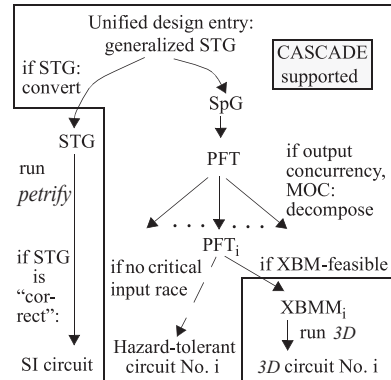 Unified design entry:
generalized STG
CASCADE
supported
if STG:
convert
SpG
STG
PFT
run
petrify
if output
concurrency,
MOC:
decompose
. . . . . . . . .
PFTi
if STG
is
“cor-
rect”:
if no critical
input race
if XBM-feasible
XBMMi
run 3D
SI circuit
Hazard-tolerant
circuit No. i
3D circuit No. i